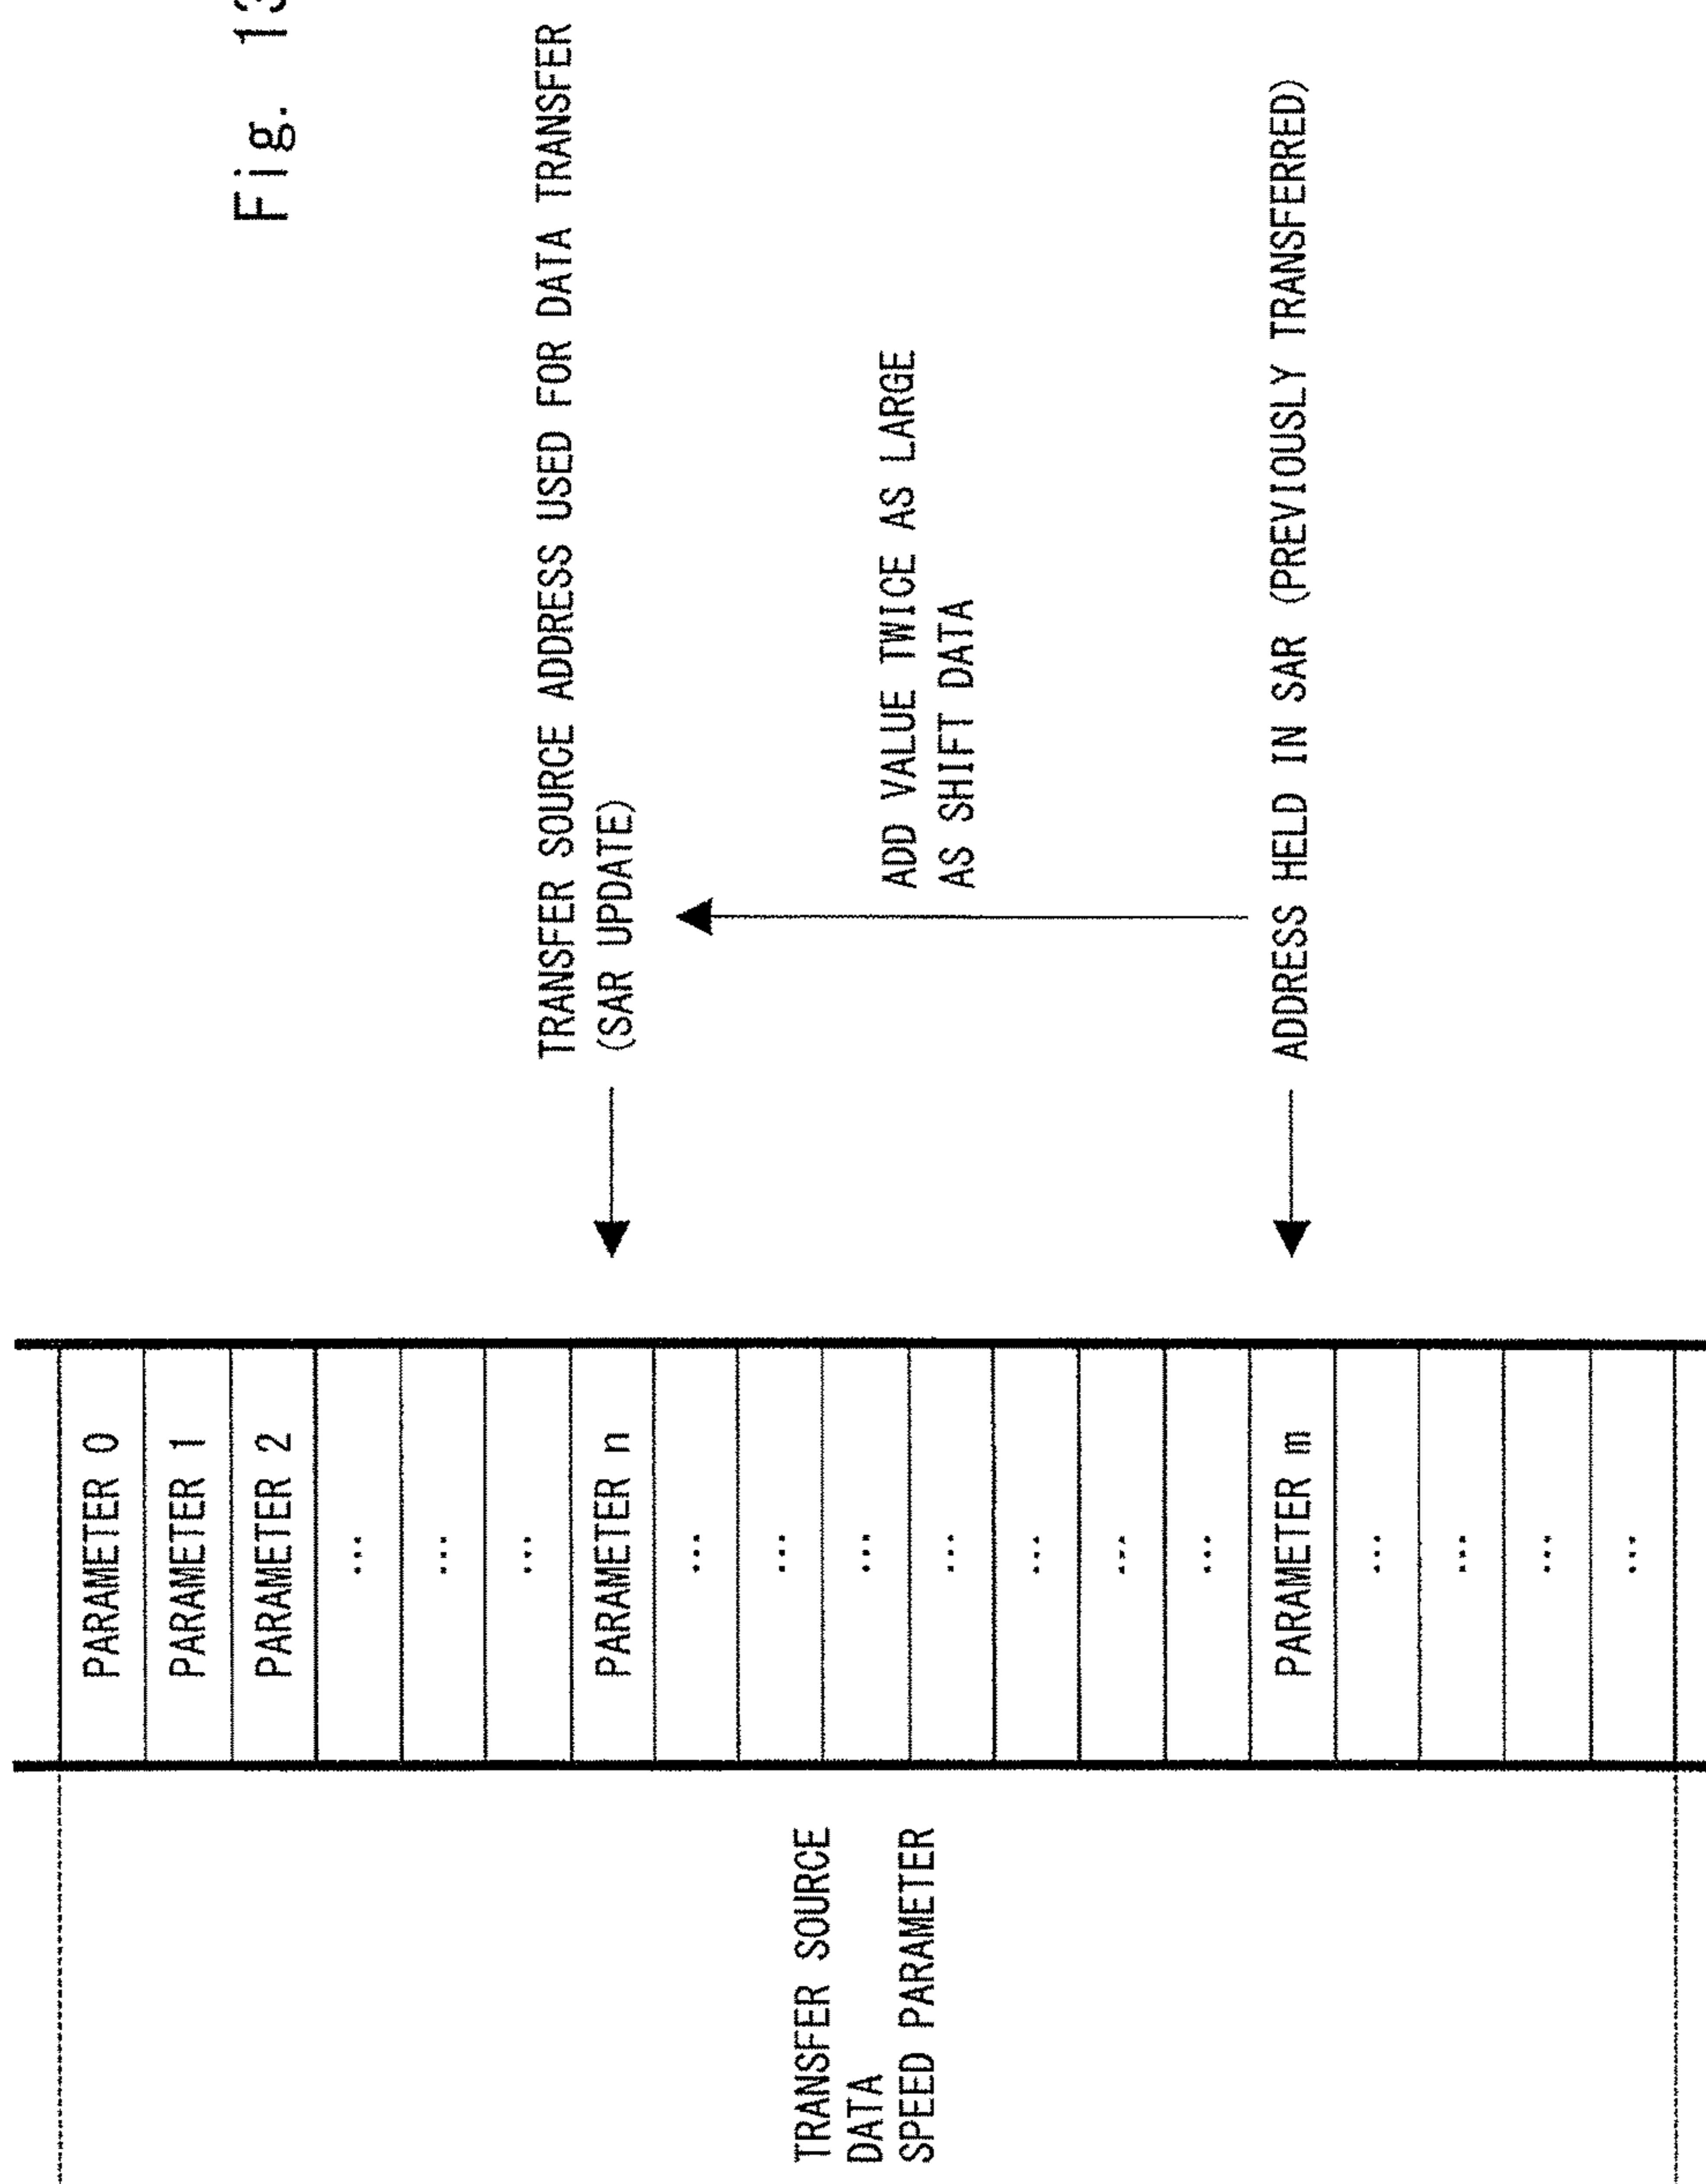 Fig. 13
TRANSFER SOURCE
DATA
SPEED PARAMETER
PARAMETER 0
PARAMETER 1
PARAMETER 2
...
...
...
PARAMETER n
...
...
...
...
...
...
...
PARAMETER m
...
...
...
...
TRANSFER SOURCE ADDRESS USED FOR DATA TRANSFER
(SAR UPDATE)
ADD VALUE TWICE AS LARGE
AS SHIFT DATA
ADDRESS HELD IN SAR (PREVIOUSLY TRANSFERRED)